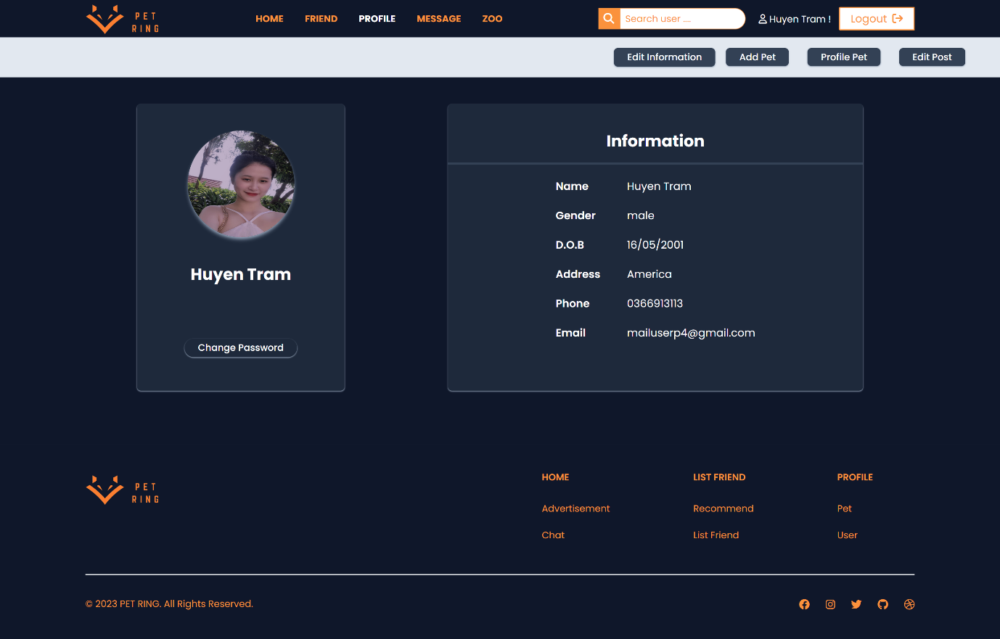 PET
RING
HOME FRIEND PROFILE MESSAGE ZOO
Search user ....
Huyen Tram !
Logout
Edit Information Add Pet Profile Pet Edit Post
Huyen Tram
Change Password
Information
Name Huyen Tram
Gender male
D.O.B 16/05/2001
Address America
Phone 0366913113
Email mailuserp4@gmail.com
PET
RING
HOME LIST FRIEND PROFILE
Advertisement Recommend Pet
Chat List Friend User
© 2023 PET RING. All Rights Reserved.